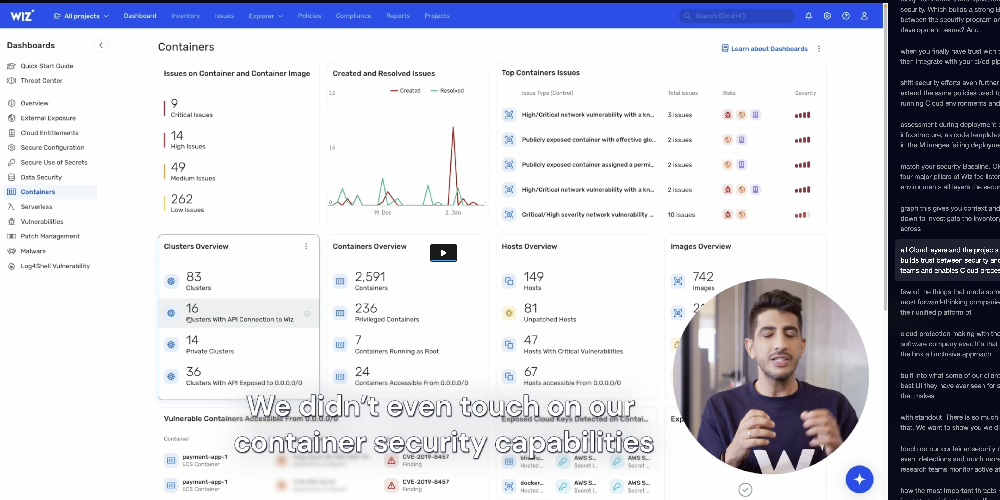 WIZ
All projects
Dashboard
Inventory
Issues
Explorer
Policies
Compliance
Reports
Projects
Search (Cmd+K)
Dashboards
Quick Start Guide
Threat Center
Overview
External Exposure
Cloud Entitlements
Secure Configuration
Secure Use of Secrets
Data Security
Containers
Serverless
Vulnerabilities
Patch Management
Malware
Log4Shell Vulnerability
Containers
Learn about Dashboards
Issues on Container and Container Image
9
Critical Issues
14
High Issues
49
Medium Issues
262
Low Issues
Created and Resolved Issues
Created
Resolved
32
16
0
19. Dec
2. Jan
Top Containers Issues
Issue Type (Control)
Total Issues
Risks
Severity
High/Critical network vulnerability with a kn...
3 issues
Publicly exposed container with effective glo...
2 issues
Publicly exposed container assigned a permi...
2 issues
High/Critical network vulnerability with a kn...
2 issues
Critical/High severity network vulnerability ...
10 issues
Clusters Overview
83
Clusters
16
Clusters With API Connection to Wiz
14
Private Clusters
36
Clusters With API Exposed to 0.0.0.0/0
Containers Overview
2,591
Containers
236
Privileged Containers
7
Containers Running as Root
24
Containers Accessible From 0.0.0.0/0
Hosts Overview
149
Hosts
81
Unpatched Hosts
47
Hosts With Critical Vulnerabilities
67
Hosts accessible From 0.0.0.0/0
Images Overview
742
Images
We didn't even touch on our
container security capabilities
Vulnerable Containers Accessible From 0.0.0.0/0
Container
payment-app-1
ECS Container
CVE-2019-8457
Finding
payment-app-1
ECS Container
CVE-2019-8457
Finding
Exposed Cloud Keys Detected on Contai...
blissfu...
Hosted ...
AWS S...
Secret I...
AWS S...
Secret ...
docker...
Hosted ...
AWS S...
Secret I...
AWS S...
Secret ...
Exp
W
security. Which builds a strong B
between the security program an
development teams? And
when you finally have trust with t
then integrate with your ci/cd pip
shift security efforts even further
extend the same policies used to
running Cloud environments and
assessment during deployment b
infrastructure, as code templates
in the M images failing deployme
match your security Baseline. Ok
four major pillars of Wiz fee lister
environments all layers the secur
graph this gives you context and
down to investigate the inventory
across
all Cloud layers and the projects
builds trust between security and
teams and enables Cloud proces
few of the things that made some
most forward-thinking companie
their unified platform of
cloud protection making with the
software company ever. It's that
the box all inclusive approach
built into what some of our client
best UI they have ever seen for s
that makes
with standout. There is so much
that. We want to show you we di
touch on our container security c
event detections and much more
research teams monitor active at
how the most important threats r